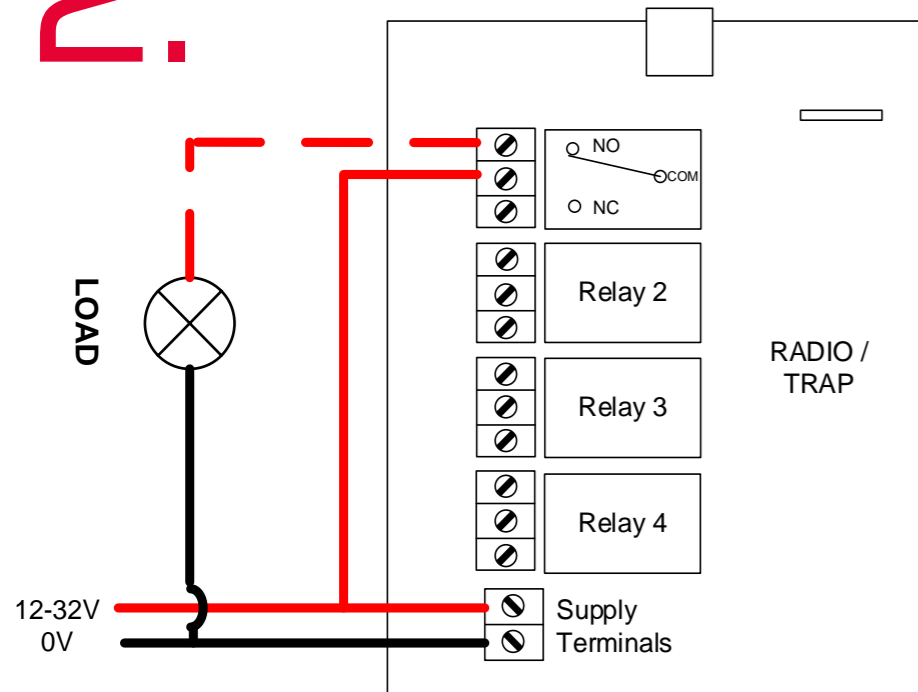 NO
COM
NC
LOAD
Relay 2
RADIO /
TRAP
Relay 3
Relay 4
12-32V
Supply
0V
Terminals